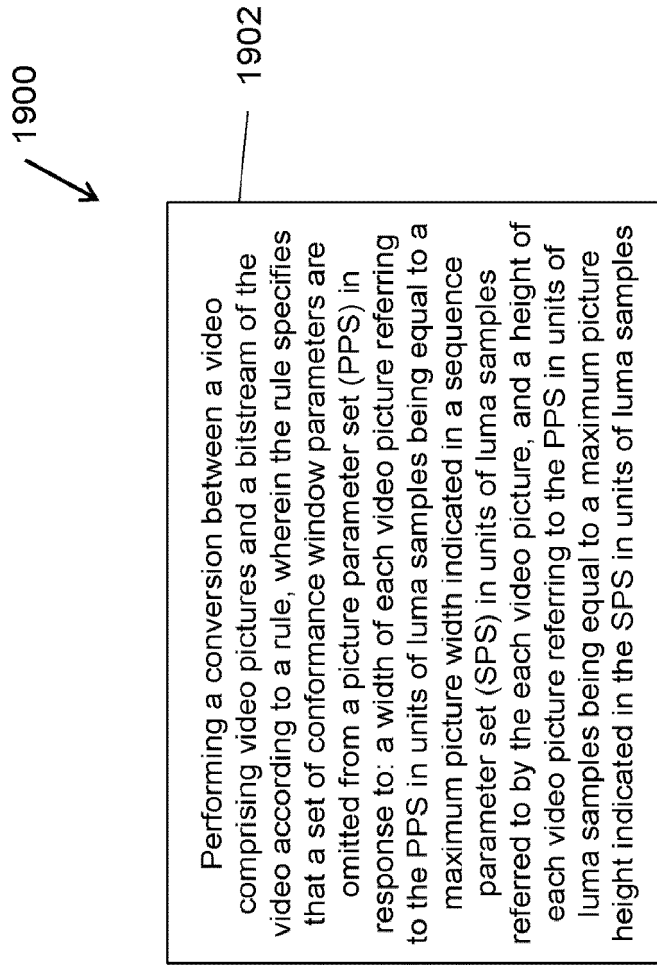 1900
1902
Performing a conversion between a video
comprising video pictures and a bitstream of the
video according to a rule, wherein the rule specifies
that a set of conformance window parameters are
omitted from a picture parameter set (PPS) in
response to: a width of each video picture referring
to the PPS in units of luma samples being equal to a
maximum picture width indicated in a sequence
parameter set (SPS) in units of luma samples
referred to by the each video picture, and a height of
each video picture referring to the PPS in units of
luma samples being equal to a maximum picture
height indicated in the SPS in units of luma samples